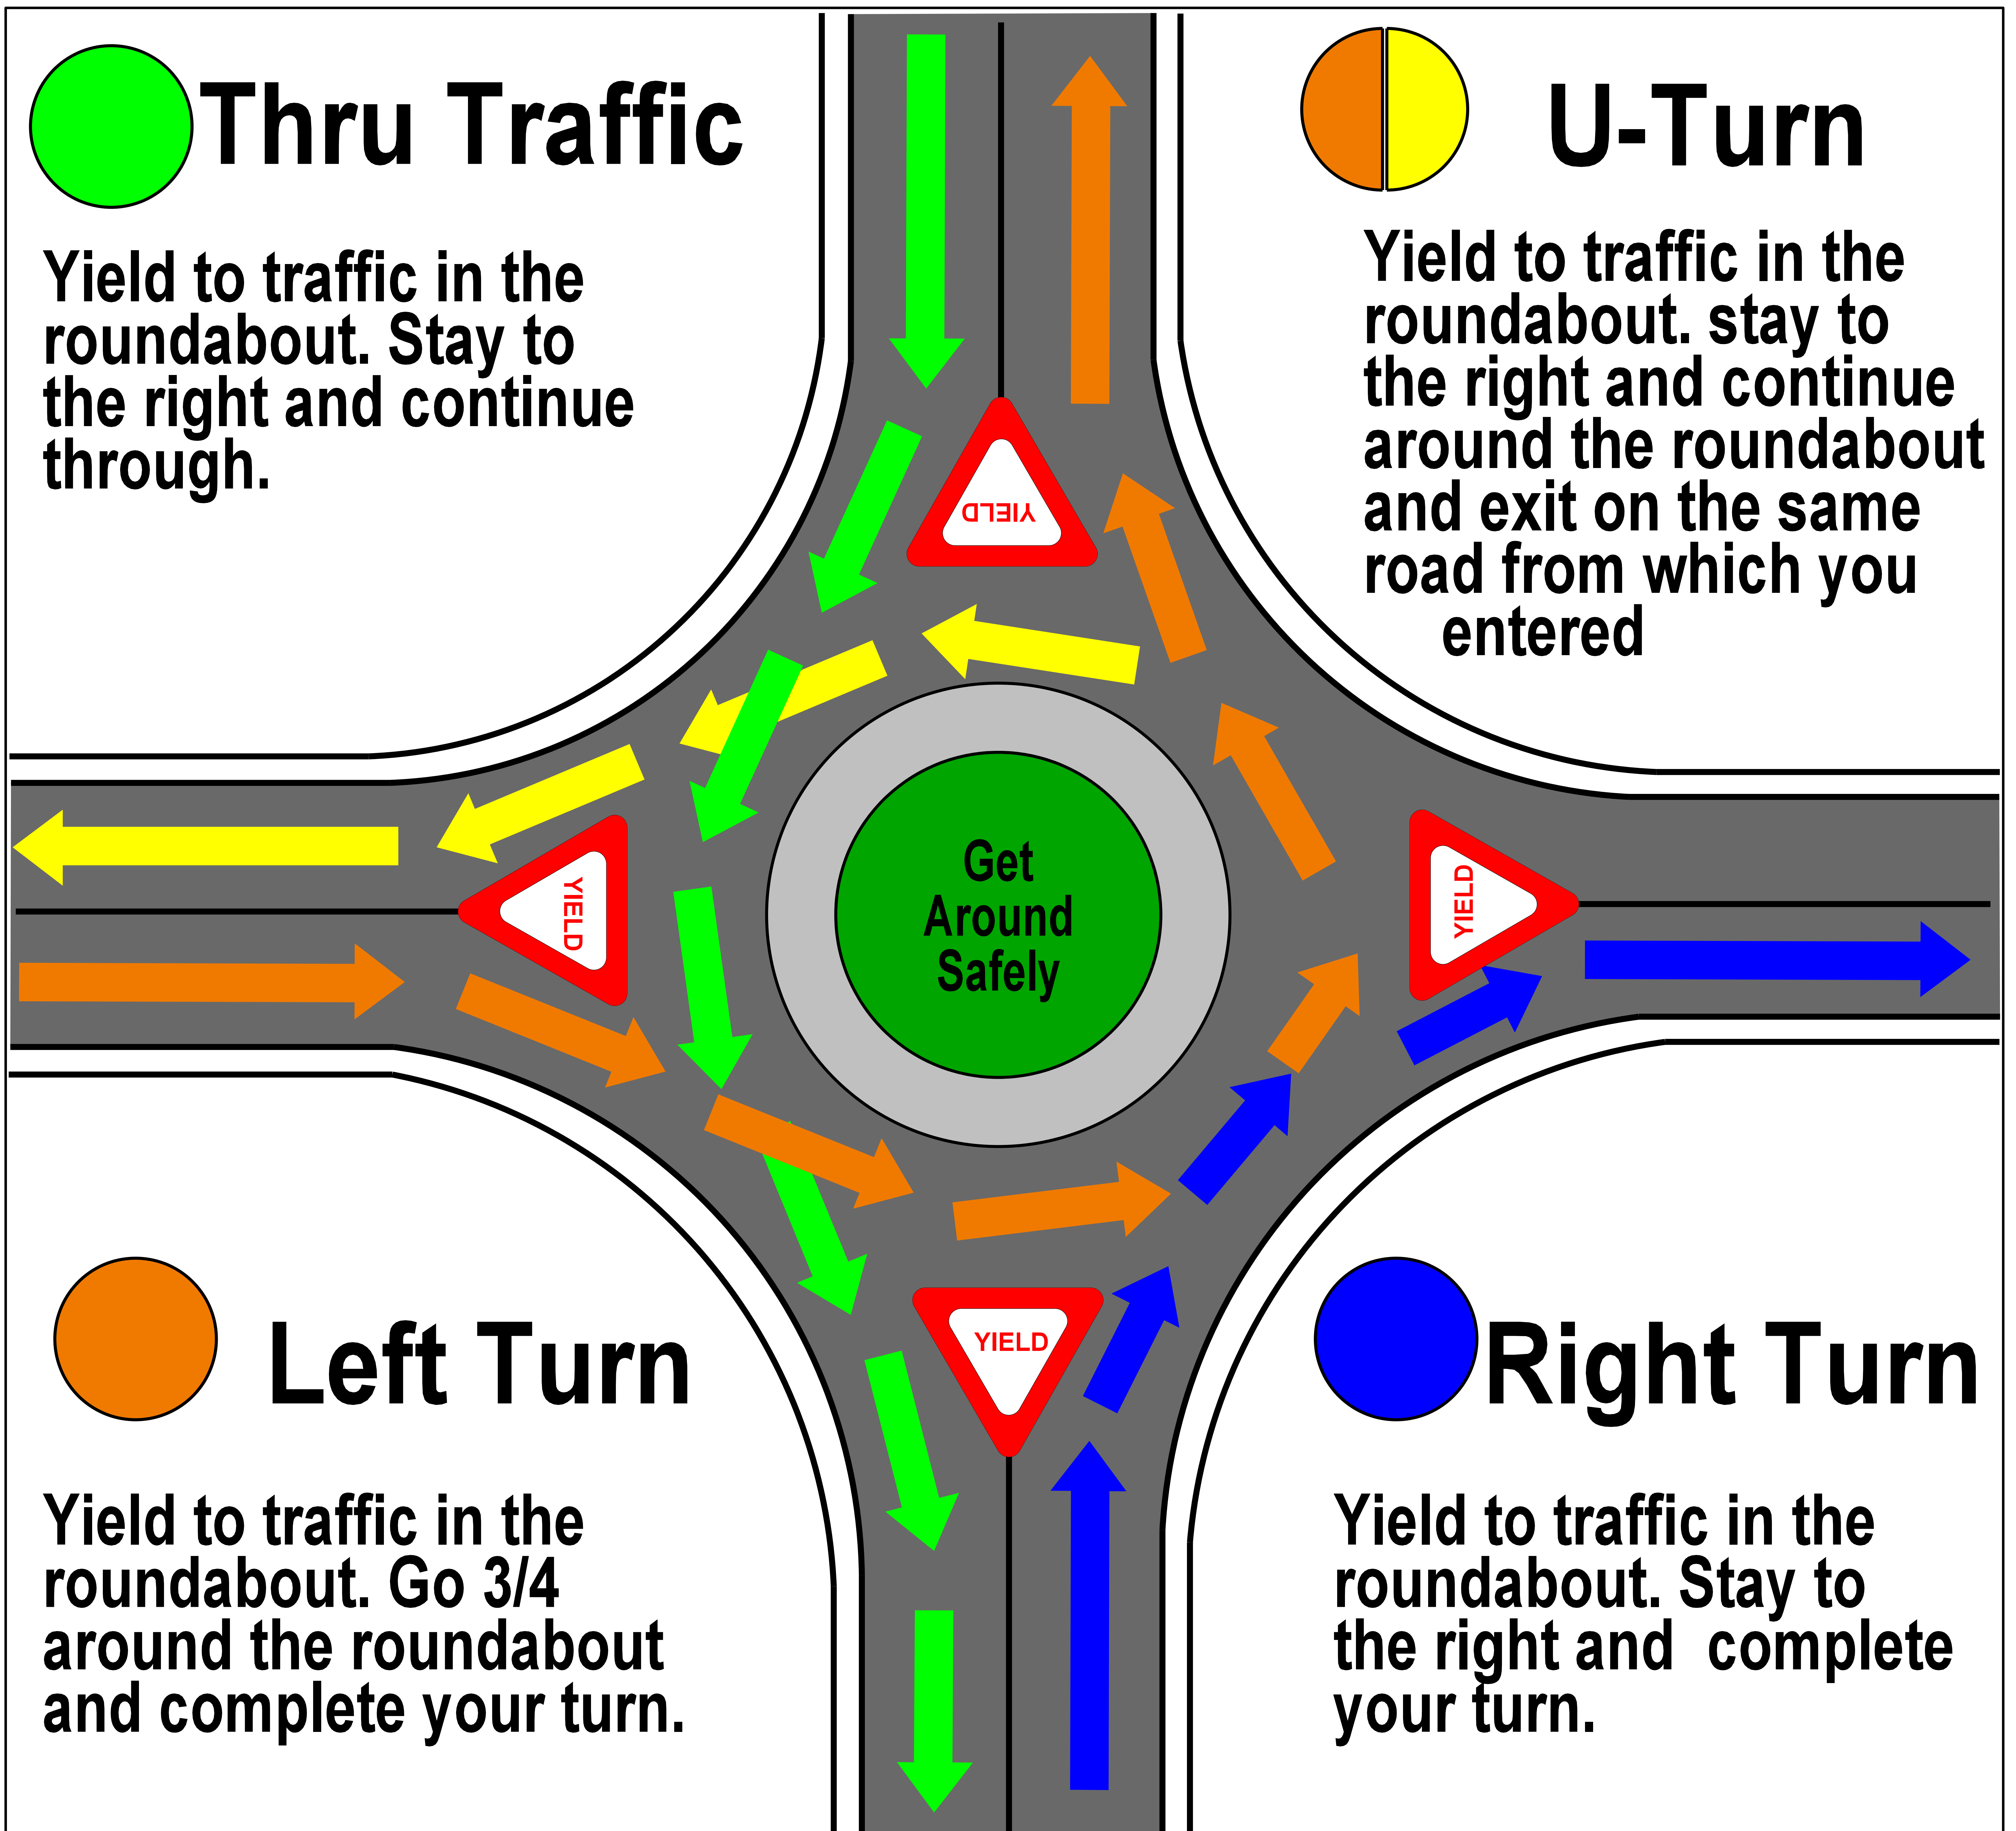 Thru Traffic
Yield to traffic in the
roundabout. Stay to
the right and continue
through.
U-Turn
Yield to traffic in the
roundabout. stay to
the right and continue
around the roundabout
and exit on the same
road from which you
entered
YIELD
YIELD
Get
Around
Safely
YIELD
YIELD
Left Turn
Yield to traffic in the
roundabout. Go 3/4
around the roundabout
and complete your turn.
Right Turn
Yield to traffic in the
roundabout. Stay to
the right and  complete
your turn.